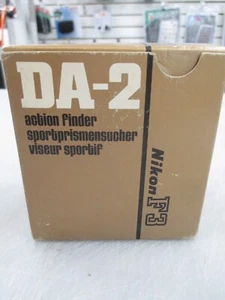 DA-2
action finder
sportprismensucher
viseur sportif
Nikon F3